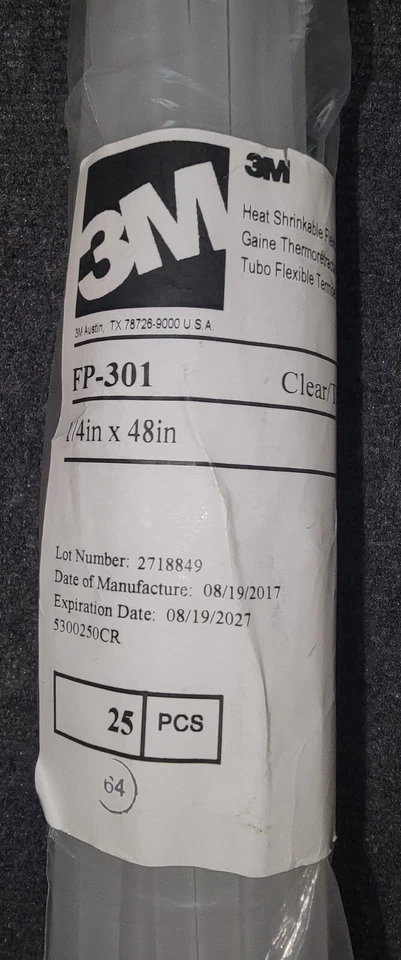 3M
3M
Heat Shrinkable
Gaine
Tubo Flexible
3M Austin, TX 78726-9000 U.S.A.
FP-301 Clear/
1/4in x 48in
Lot Number: 2718849
Date of Manufacture: 08/19/2017
Expiration Date: 08/19/2027
5300250CR
25 PCS
64